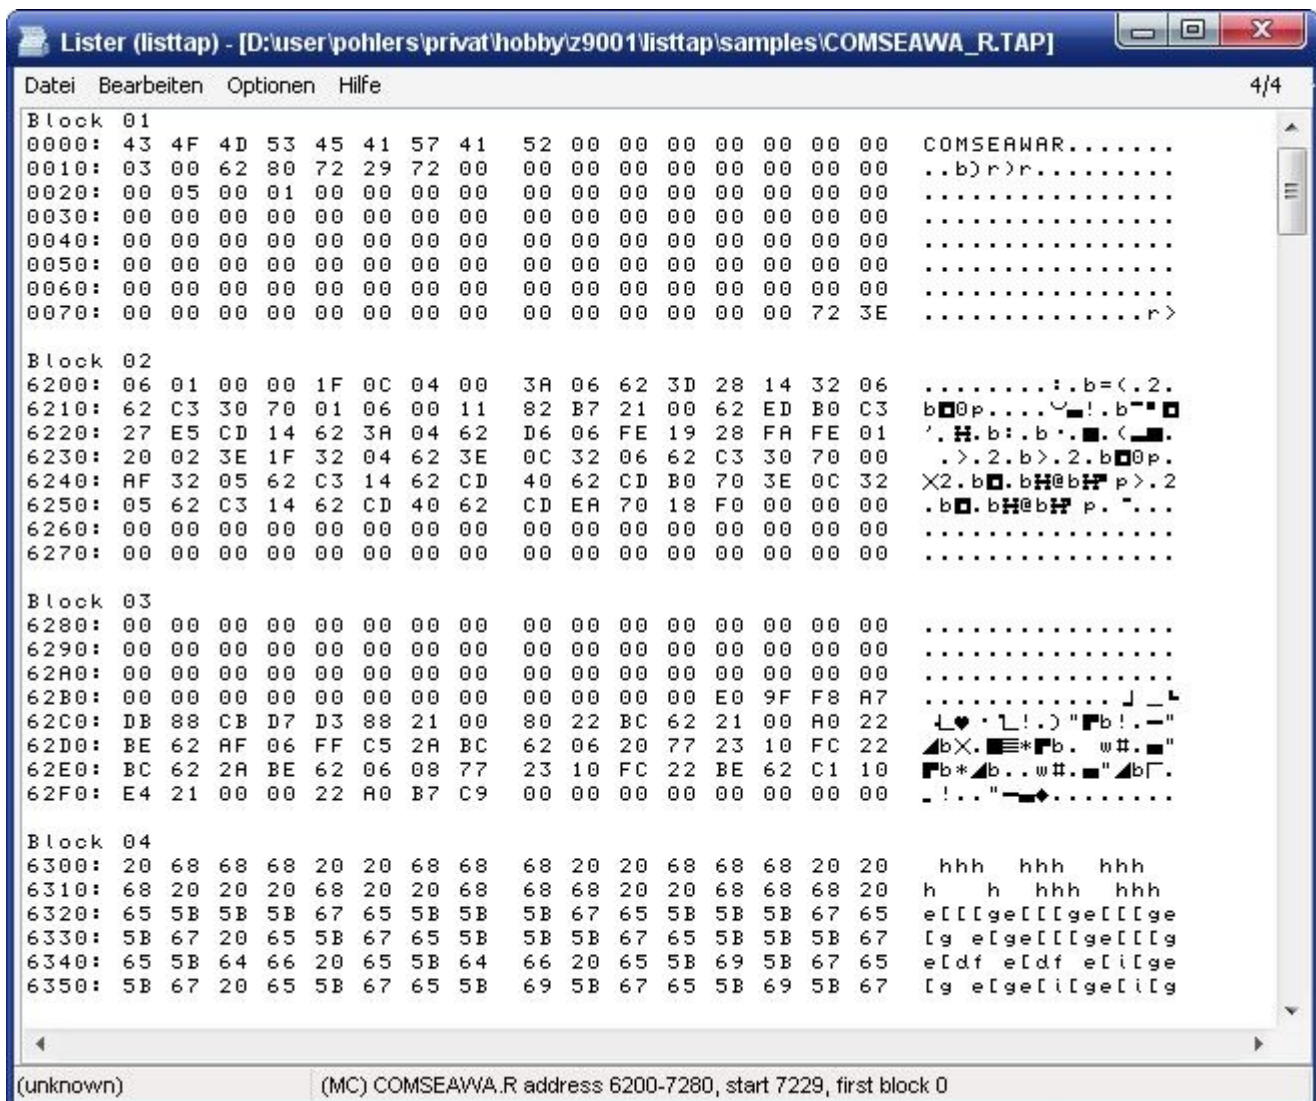 Lister (listtap) - [D:\user\pohlers\privat\hobby\z9001\listtap\samples\COMSEAWA_R.TAP]
Datei Bearbeiten Optionen Hilfe 4/4
Block 01
0000: 43 4F 4D 53 45 41 57 41 52 00 00 00 00 00 00 00 COMSEAWAR.......
0010: 03 00 62 80 72 29 72 00 00 00 00 00 00 00 00 00 ..b)r)r.........
0020: 00 05 00 01 00 00 00 00 00 00 00 00 00 00 00 00 ................
0030: 00 00 00 00 00 00 00 00 00 00 00 00 00 00 00 00 ................
0040: 00 00 00 00 00 00 00 00 00 00 00 00 00 00 00 00 ................
0050: 00 00 00 00 00 00 00 00 00 00 00 00 00 00 00 00 ................
0060: 00 00 00 00 00 00 00 00 00 00 00 00 00 00 00 00 ................
0070: 00 00 00 00 00 00 00 00 00 00 00 00 00 00 72 3E ..............r>
Block 02
6200: 06 01 00 00 1F 0C 04 00 3A 06 62 3D 28 14 32 06 ........:.b=(.2.
6210: 62 C3 30 70 01 06 00 11 82 B7 21 00 62 ED B0 C3
6220: 27 E5 CD 14 62 3A 04 62 D6 06 FE 19 28 FA FE 01
6230: 20 02 3E 1F 32 04 62 3E 0C 32 06 62 C3 30 70 00
6240: AF 32 05 62 C3 14 62 CD 40 62 CD B0 70 3E 0C 32
6250: 05 62 C3 14 62 CD 40 62 CD EA 70 18 F0 00 00 00
6260: 00 00 00 00 00 00 00 00 00 00 00 00 00 00 00 00 ................
6270: 00 00 00 00 00 00 00 00 00 00 00 00 00 00 00 00 ................
Block 03
6280: 00 00 00 00 00 00 00 00 00 00 00 00 00 00 00 00 ................
6290: 00 00 00 00 00 00 00 00 00 00 00 00 00 00 00 00 ................
62A0: 00 00 00 00 00 00 00 00 00 00 00 00 00 00 00 00 ................
62B0: 00 00 00 00 00 00 00 00 00 00 00 00 E0 9F F8 A7
62C0: DB 88 CB D7 D3 88 21 00 80 22 BC 62 21 00 A0 22
62D0: BE 62 AF 06 FF C5 2A BC 62 06 20 77 23 10 FC 22
62E0: BC 62 2A BE 62 06 08 77 23 10 FC 22 BE 62 C1 10
62F0: E4 21 00 00 22 A0 B7 C9 00 00 00 00 00 00 00 00
Block 04
6300: 20 68 68 68 20 20 68 68 68 20 20 68 68 68 20 20 hhh  hhh  hhh
6310: 68 20 20 20 68 20 20 68 68 68 20 20 68 68 68 20 h   h  hhh  hhh
6320: 65 5B 5B 5B 67 65 5B 5B 5B 67 65 5B 5B 5B 67 65 e[[[ge[[[ge[[[ge
6330: 5B 67 20 65 5B 67 65 5B 5B 5B 67 65 5B 5B 5B 67 [g e[ge[[[ge[[[g
6340: 65 5B 64 66 20 65 5B 64 66 20 65 5B 69 5B 67 65 e[df e[df e[i[ge
6350: 5B 67 20 65 5B 67 65 5B 69 5B 67 65 5B 69 5B 67 [g e[ge[i[ge[i[g
(unknown) (MC) COMSEAWA.R address 6200-7280, start 7229, first block 0